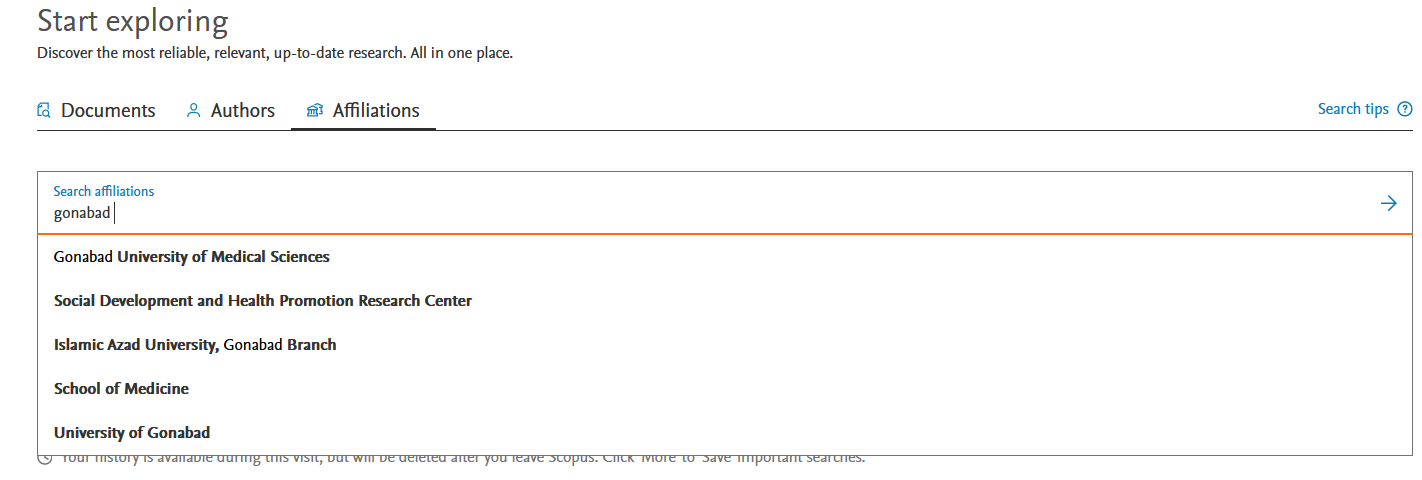 Start exploring
Discover the most reliable, relevant, up-to-date research. All in one place.
Documents Authors Affiliations Search tips
Search affiliations
gonabad
Gonabad University of Medical Sciences
Social Development and Health Promotion Research Center
Islamic Azad University, Gonabad Branch
School of Medicine
University of Gonabad
Your history is available during this visit, but will be deleted after you leave Scopus. Click 'More' to 'Save' important searches.